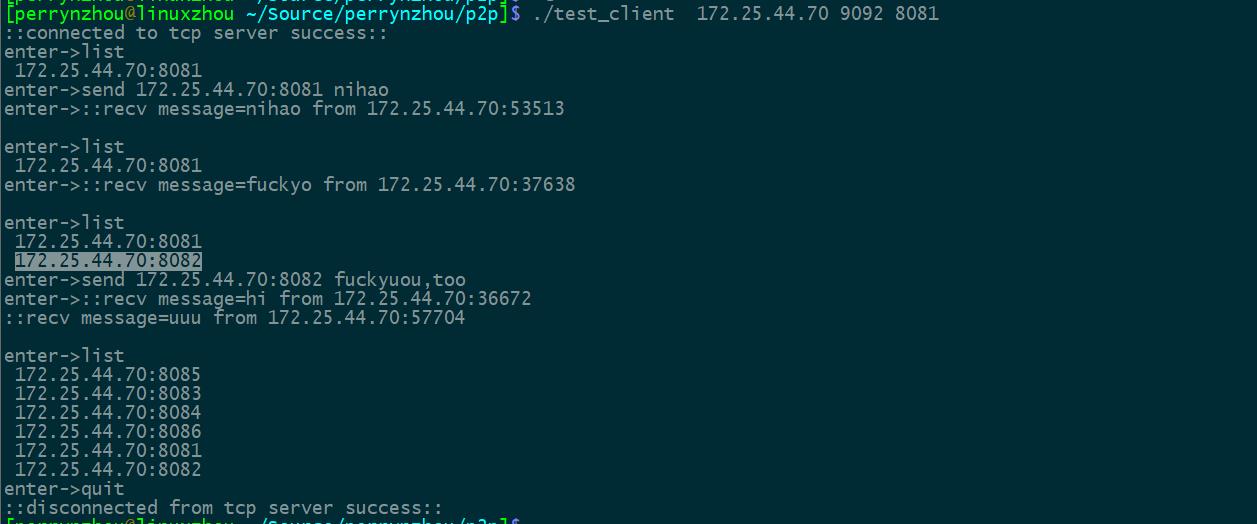 [perrynzhou@linuxzhou ~/Source/perrynzhou/p2p]$ ./test_client  172.25.44.70 9092 8081
::connected to tcp server success::
enter->list
 172.25.44.70:8081
enter->send 172.25.44.70:8081 nihao
enter->::recv message=nihao from 172.25.44.70:53513
enter->list
 172.25.44.70:8081
enter->::recv message=fuckyo from 172.25.44.70:37638
enter->list
 172.25.44.70:8081
 172.25.44.70:8082
enter->send 172.25.44.70:8082 fuckyuou,too
enter->::recv message=hi from 172.25.44.70:36672
::recv message=uuu from 172.25.44.70:57704
enter->list
 172.25.44.70:8085
 172.25.44.70:8083
 172.25.44.70:8084
 172.25.44.70:8086
 172.25.44.70:8081
 172.25.44.70:8082
enter->quit
::disconnected from tcp server success::
[perrynzhou@linuxzhou ~/Source/perrynzhou/p2p]$